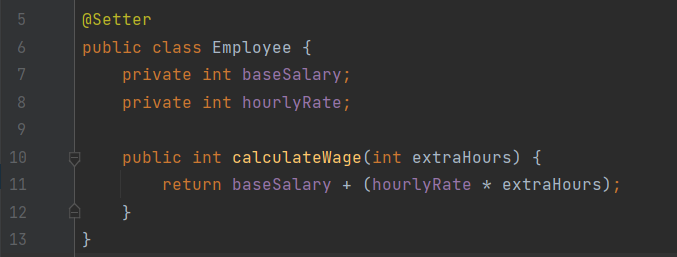 5 @Setter
6 public class Employee {
7     private int baseSalary;
8     private int hourlyRate;
9
10     public int calculateWage(int extraHours) {
11         return baseSalary + (hourlyRate * extraHours);
12     }
13 }